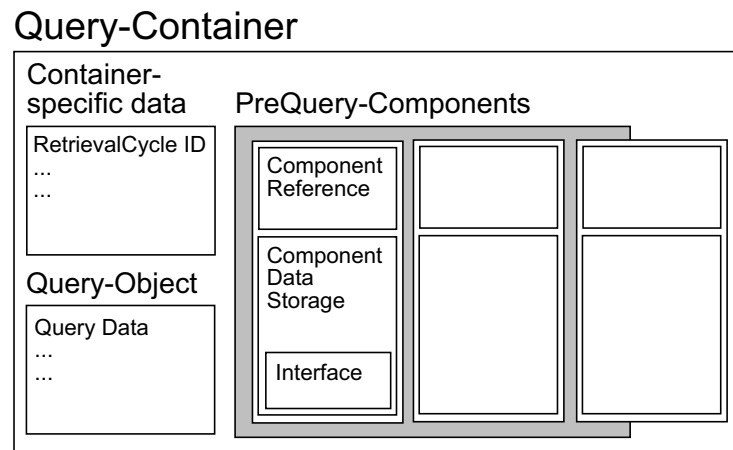 Query-Container
Container-
specific data
RetrievalCycle ID
...
...
Query-Object
Query Data
...
...
PreQuery-Components
Component
Reference
Component
Data
Storage
Interface